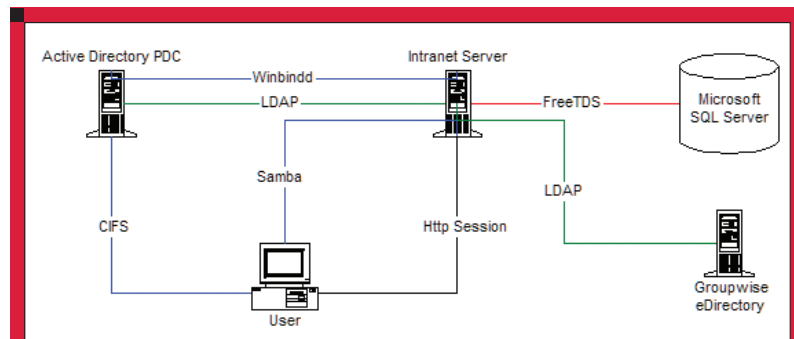 Active Directory PDC
Intranet Server
Winbindd
LDAP
FreeTDS
Microsoft
SQL Server
Samba
LDAP
CIFS
Http Session
User
Groupwise
eDirectory